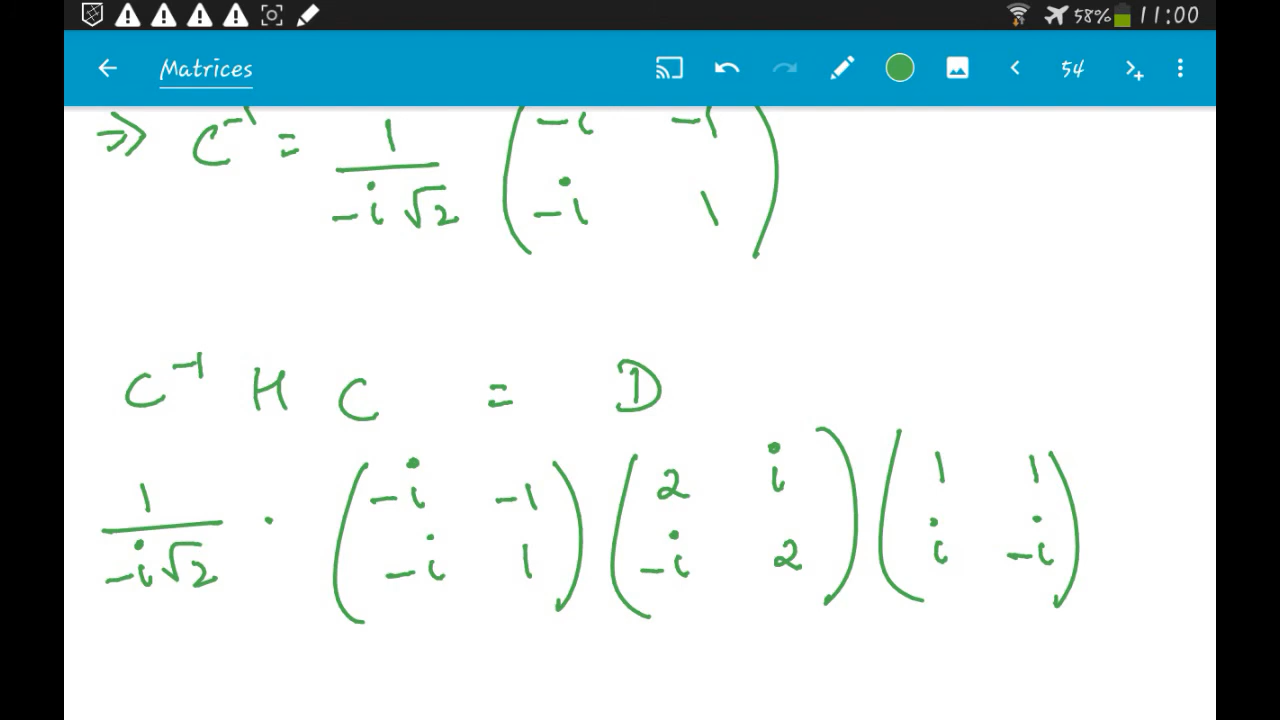 58% 11:00
Matrices 54
⇒ C⁻¹ = 1/(-i√2) ( -i -1
-i 1 )
C⁻¹ H C = D
1/(-i√2) · ( -i -1 ) ( 2 i ) ( 1 1 )
( -i 1 ) ( -i 2 ) ( i -i )